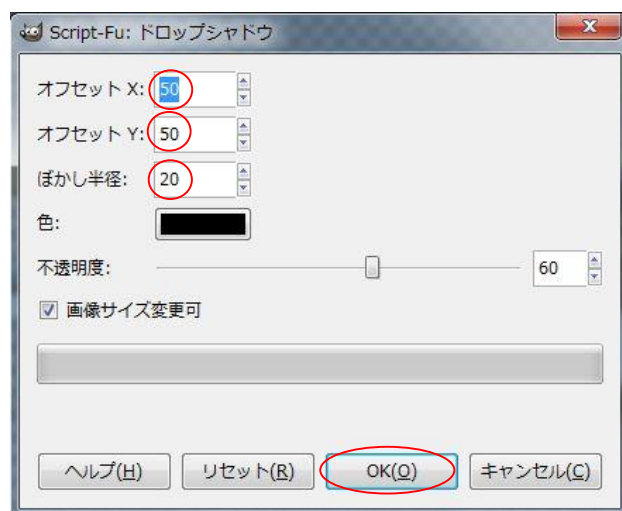 Script-Fu: ドロップシャドウ
オフセット X: 50
オフセット Y: 50
ぼかし半径: 20
色:
不透明度: 60
画像サイズ変更可
ヘルプ(H) リセット(R) OK(O) キャンセル(C)